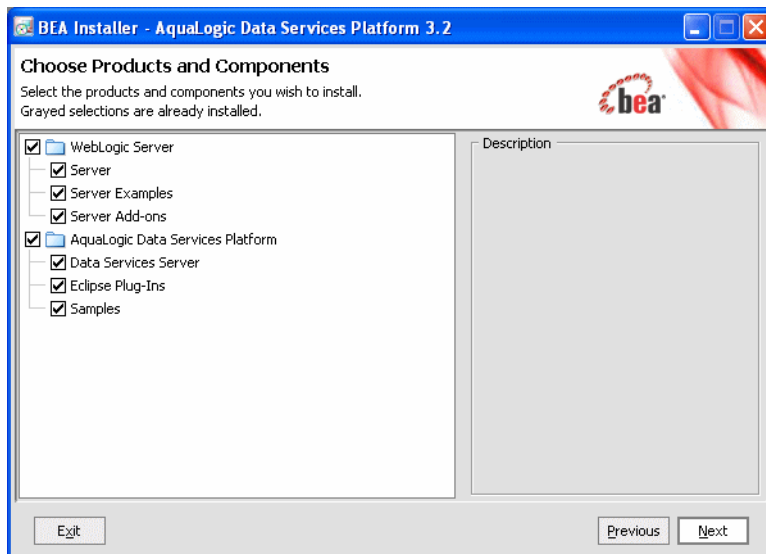 BEA Installer - AquaLogic Data Services Platform 3.2
Choose Products and Components
Select the products and components you wish to install.
Grayed selections are already installed.
bea
WebLogic Server
Server
Server Examples
Server Add-ons
AquaLogic Data Services Platform
Data Services Server
Eclipse Plug-Ins
Samples
Description
Exit
Previous
Next